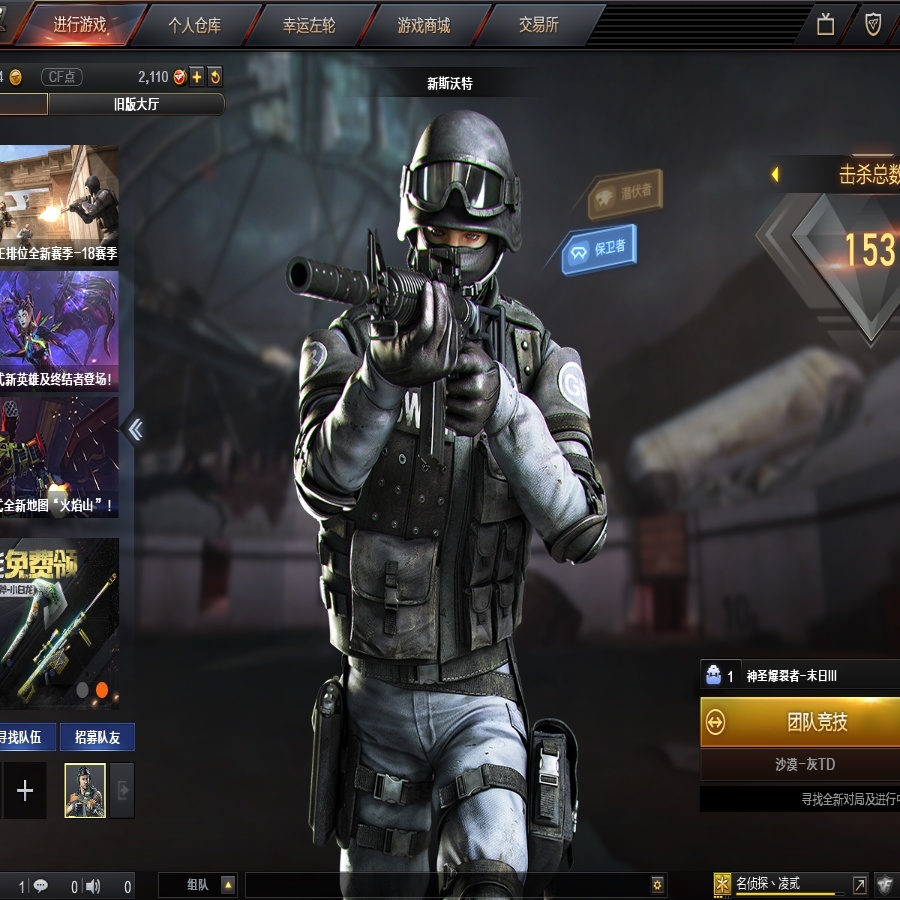 进行游戏
个人仓库
幸运左轮
游戏商城
交易所
4
CF点
2,110
旧版大厅
新斯沃特
潜伏者
保卫者
击杀总数
153
排位全新赛季-18赛季
式新英雄及终结者登场!
式全新地图“火焰山”!
免费领
斧-小白龙
寻找队伍
招募队友
1
神圣爆裂者-末日III
团队竞技
沙漠-灰TD
寻找全新对局及进行中
1
0
0
组队
名侦探丶凌贰